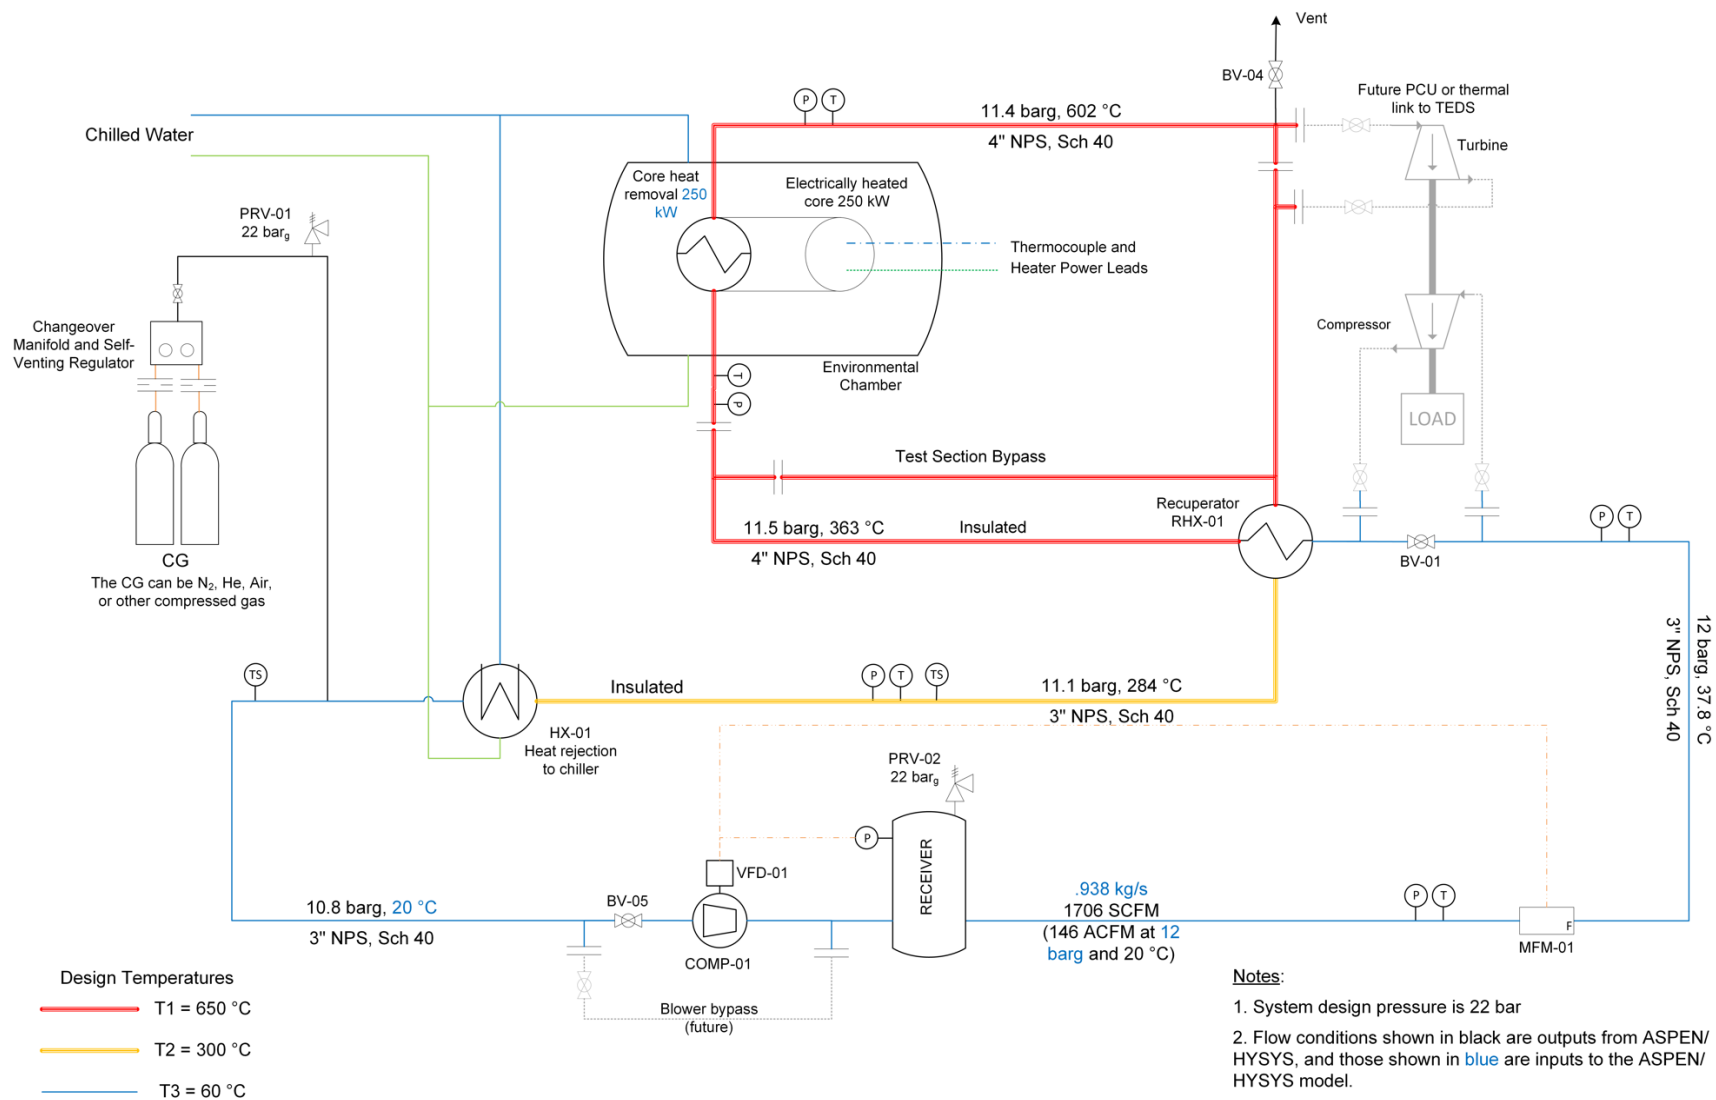 Vent
BV-04
Future PCU or thermal
link to TEDS
P
T
11.4 barg, 602 °C
4" NPS, Sch 40
Turbine
Chilled Water
Core heat
removal 250
kW
Electrically heated
core 250 kW
PRV-01
22 barg
Thermocouple and
Heater Power Leads
Changeover
Manifold and Self-
Venting Regulator
Compressor
Environmental
Chamber
T
P
LOAD
Test Section Bypass
Recuperator
RHX-01
11.5 barg, 363 °C
Insulated
4" NPS, Sch 40
P
T
BV-01
CG
The CG can be N₂, He, Air,
or other compressed gas
12 barg, 37.8 °C
3" NPS, Sch 40
TS
Insulated
P
T
TS
11.1 barg, 284 °C
3" NPS, Sch 40
HX-01
Heat rejection
to chiller
PRV-02
22 barg
P
RECEIVER
VFD-01
10.8 barg, 20 °C
3" NPS, Sch 40
BV-05
COMP-01
.938 kg/s
1706 SCFM
(146 ACFM at 12
barg and 20 °C)
P
T
F
MFM-01
Blower bypass
(future)
Design Temperatures
T1 = 650 °C
T2 = 300 °C
T3 = 60 °C
Notes:
1. System design pressure is 22 bar
2. Flow conditions shown in black are outputs from ASPEN/
HYSYS, and those shown in blue are inputs to the ASPEN/
HYSYS model.